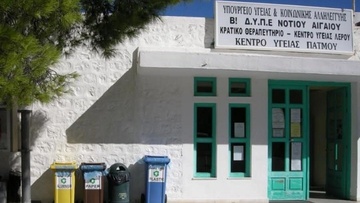 ΥΠΟΥΡΓΕΙΟ ΥΓΕΙΑΣ & ΚΟΙΝΩΝΙΚΗΣ ΑΛΛΗΛΕΓΓΥΗΣ
Β! Δ.Υ.ΠΕ ΝΟΤΙΟΥ ΑΙΓΑΙΟΥ
ΚΡΑΤΙΚΟ ΘΕΡΑΠΕΥΤΗΡΙΟ – ΚΕΝΤΡΟ ΥΓΕΙΑΣ ΛΕΡΟΥ
ΚΕΝΤΡΟ ΥΓΕΙΑΣ ΠΑΤΜΟΥ